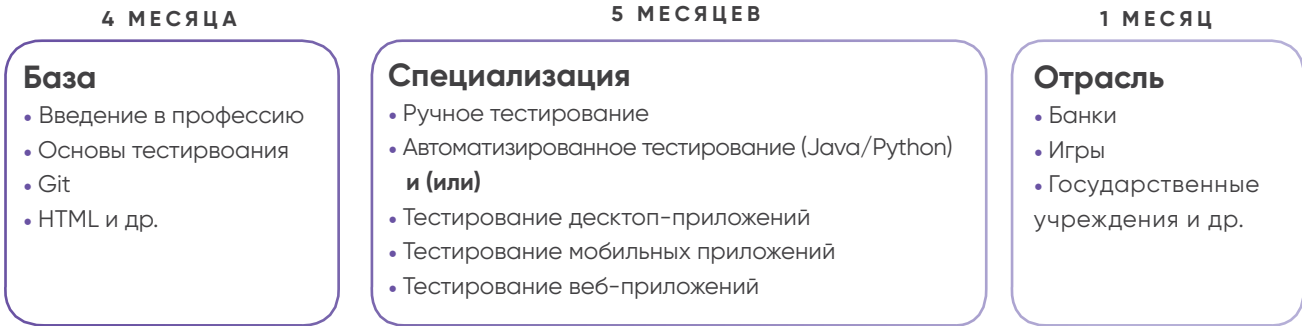 4 МЕСЯЦА
База
• Введение в профессию
• Основы тестирвоания
• Git
• HTML и др.
5 МЕСЯЦЕВ
Специализация
• Ручное тестирование
• Автоматизированное тестирование (Java/Python)
и (или)
• Тестирование десктоп-приложений
• Тестирование мобильных приложений
• Тестирование веб-приложений
1 МЕСЯЦ
Отрасль
• Банки
• Игры
• Государственные
учреждения и др.